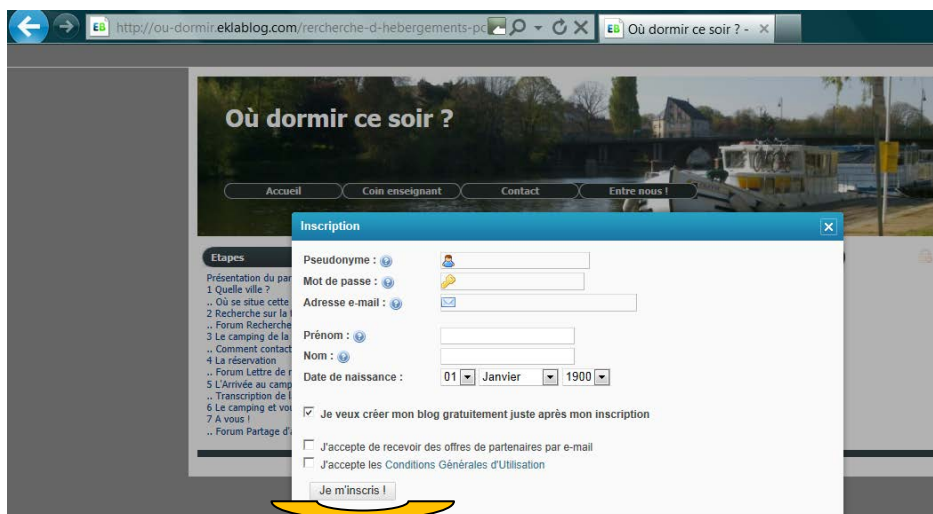 http://ou-dormir.eklablog.com/rercherche-d-hebergements-pc
EB Où dormir ce soir ? -
Où dormir ce soir ?
Accueil Coin enseignant Contact Entre nous !
Inscription
Etapes
Présentation du par
1 Quelle ville ?
.. Où se situe cette
2 Recherche sur la
.. Forum Recherche
3 Le camping de la
.. Comment contact
4 La réservation
.. Forum Lettre de r
5 L'Arrivée au camp
.. Transcription de l
6 Le camping et vou
7 A vous !
.. Forum Partage d'
Pseudonyme :
Mot de passe :
Adresse e-mail :
Prénom :
Nom :
Date de naissance : 01 Janvier 1900
Je veux créer mon blog gratuitement juste après mon inscription
J'accepte de recevoir des offres de partenaires par e-mail
J'accepte les Conditions Générales d'Utilisation
Je m'inscris !